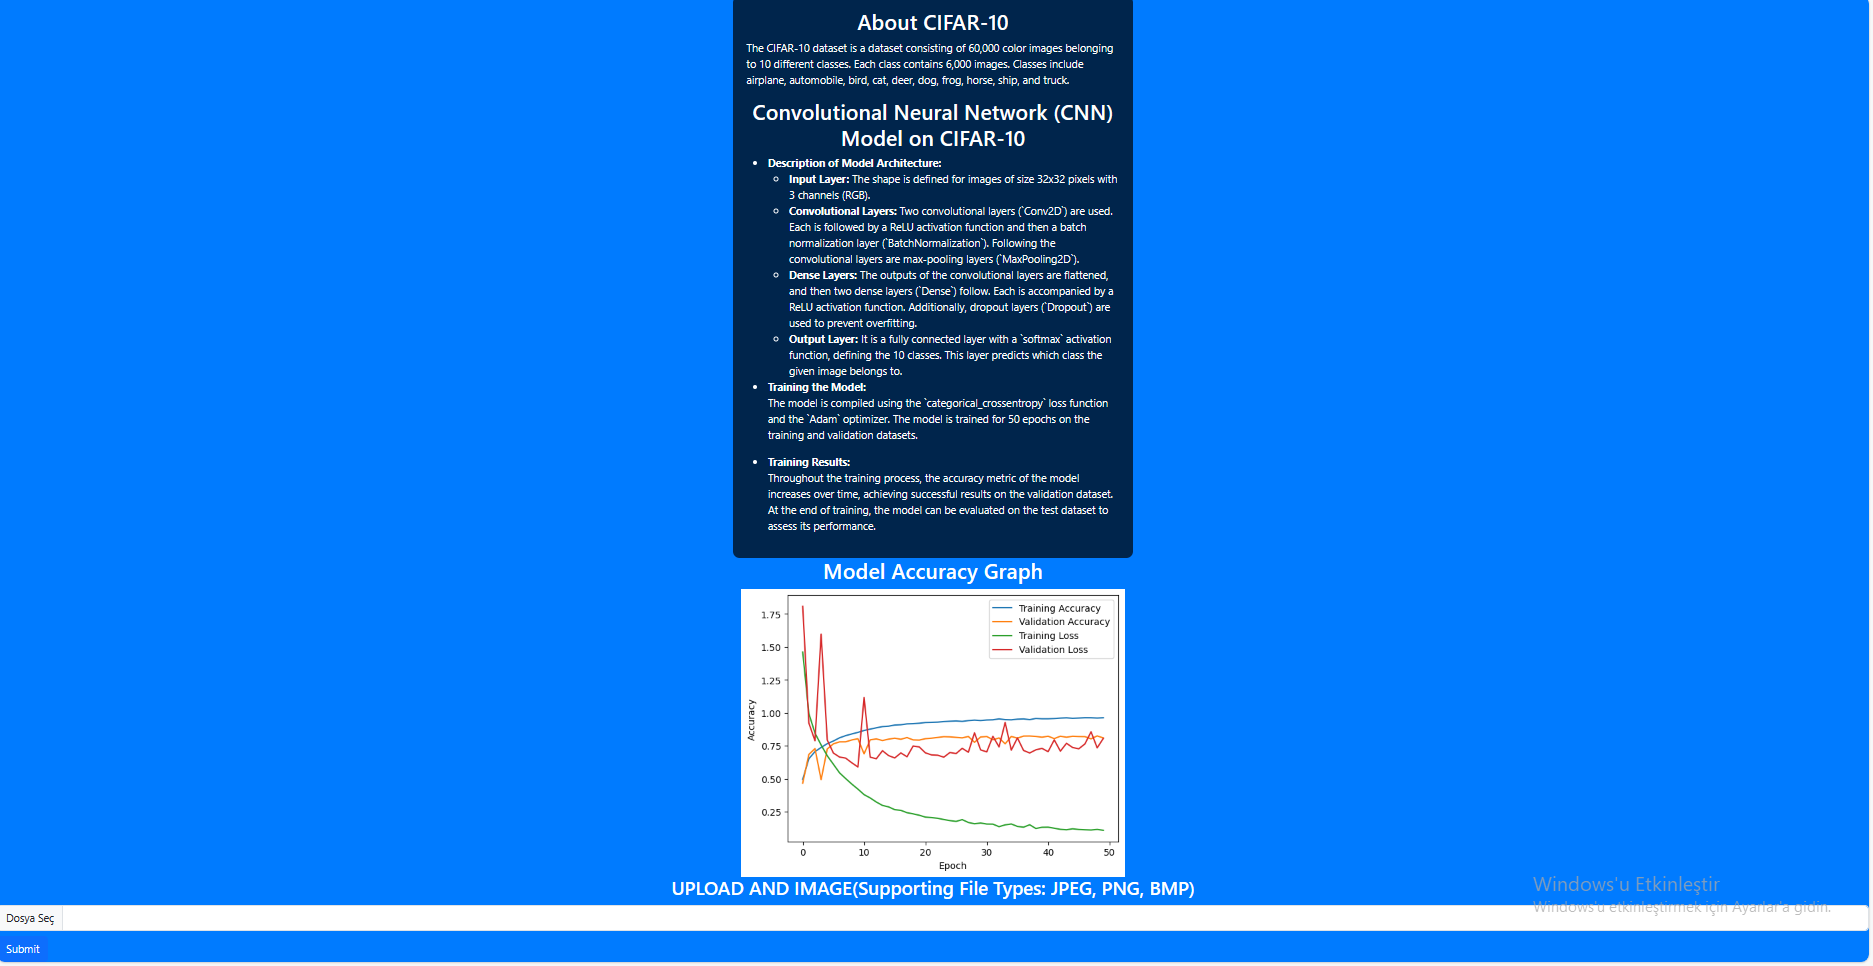 About CIFAR-10
The CIFAR-10 dataset is a dataset consisting of 60,000 color images belonging
to 10 different classes. Each class contains 6,000 images. Classes include
airplane, automobile, bird, cat, deer, dog, frog, horse, ship, and truck.
Convolutional Neural Network (CNN)
Model on CIFAR-10
• Description of Model Architecture:
◦ Input Layer: The shape is defined for images of size 32x32 pixels with
3 channels (RGB).
◦ Convolutional Layers: Two convolutional layers (`Conv2D`) are used.
Each is followed by a ReLU activation function and then a batch
normalization layer (`BatchNormalization`). Following the
convolutional layers are max-pooling layers (`MaxPooling2D`).
◦ Dense Layers: The outputs of the convolutional layers are flattened,
and then two dense layers (`Dense`) follow. Each is accompanied by a
ReLU activation function. Additionally, dropout layers (`Dropout`) are
used to prevent overfitting.
◦ Output Layer: It is a fully connected layer with a `softmax` activation
function, defining the 10 classes. This layer predicts which class the
given image belongs to.
• Training the Model:
The model is compiled using the `categorical_crossentropy` loss function
and the `Adam` optimizer. The model is trained for 50 epochs on the
training and validation datasets.
• Training Results:
Throughout the training process, the accuracy metric of the model
increases over time, achieving successful results on the validation dataset.
At the end of training, the model can be evaluated on the test dataset to
assess its performance.
Model Accuracy Graph
Training Accuracy
Validation Accuracy
Training Loss
Validation Loss
1.75
1.50
1.25
1.00
0.75
0.50
0.25
Accuracy
0 10 20 30 40 50
Epoch
UPLOAD AND IMAGE(Supporting File Types: JPEG, PNG, BMP)
Windows'u Etkinleştir
Windows'u etkinleştirmek için Ayarlar'a gidin.
Dosya Seç
Submit